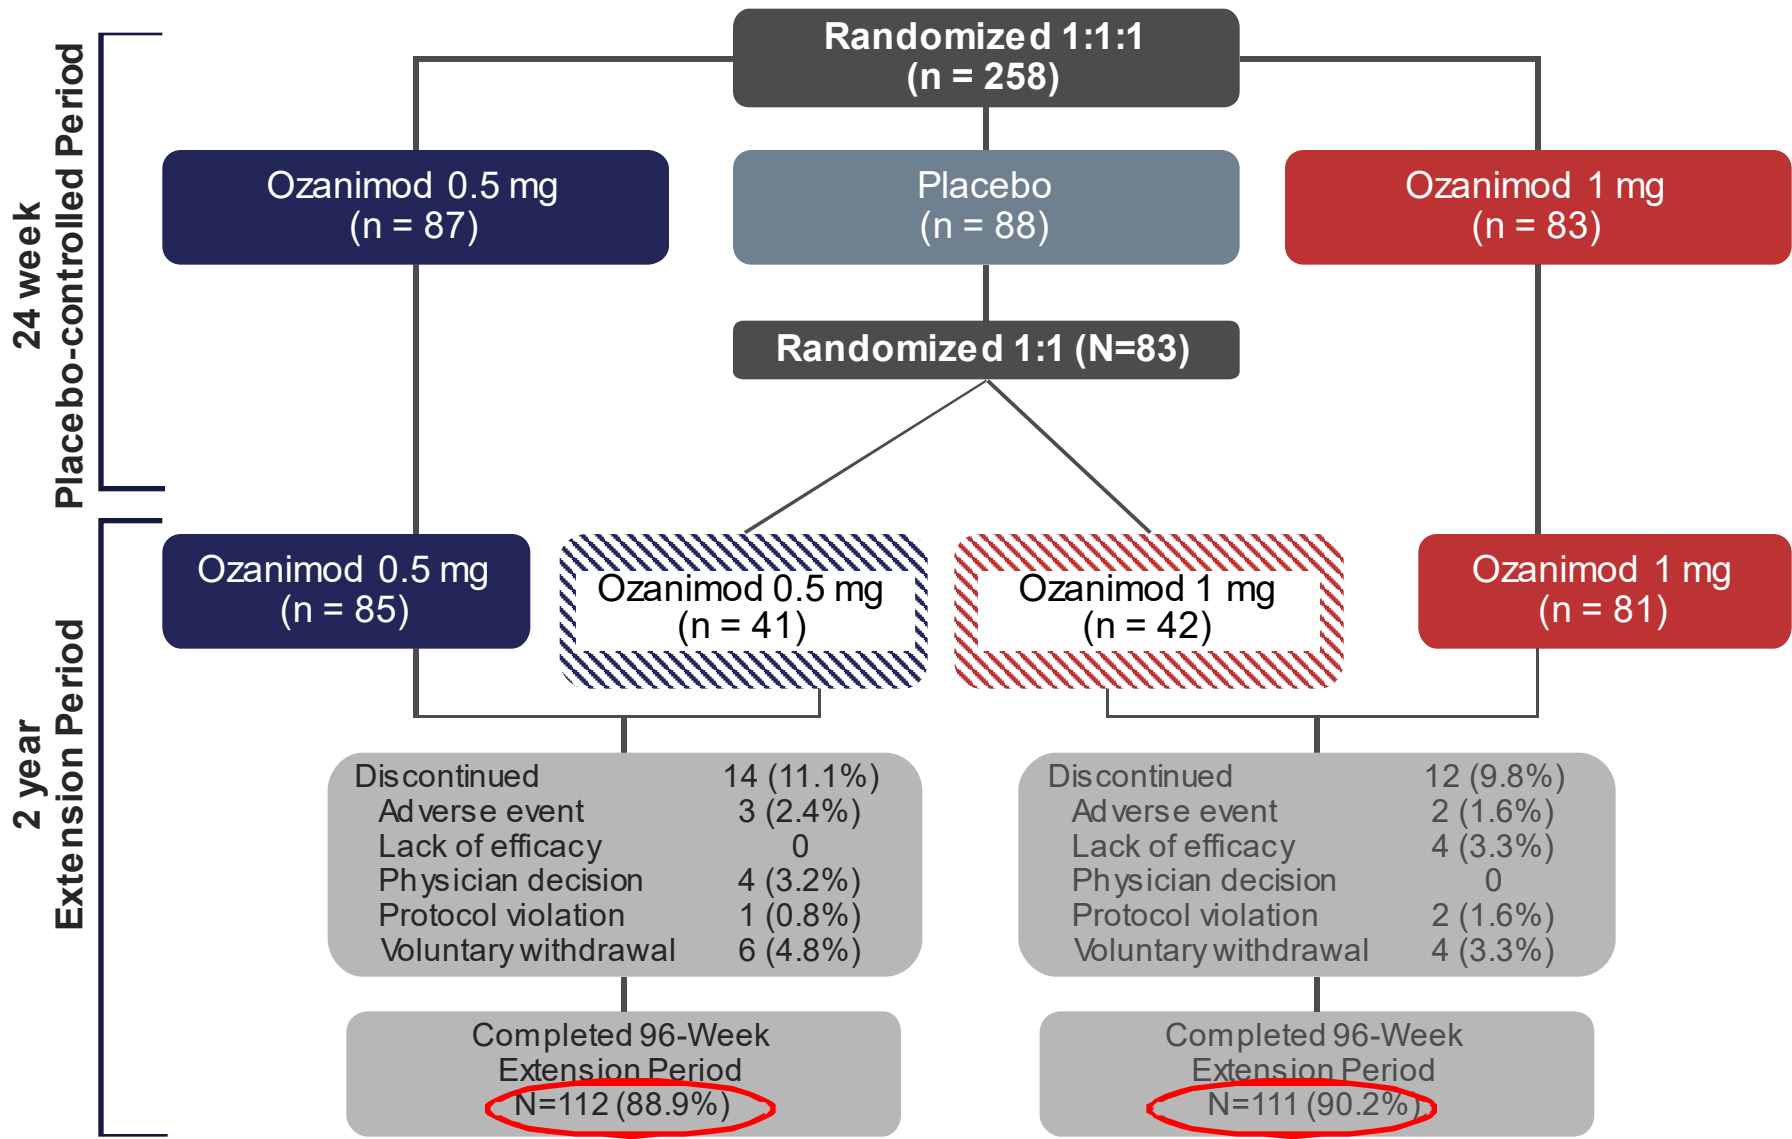 24 week
Placebo-controlled Period
Randomized 1:1:1
(n = 258)
Ozanimod 0.5 mg
(n = 87)
Placebo
(n = 88)
Ozanimod 1 mg
(n = 83)
Randomized 1:1 (N=83)
2 year
Extension Period
Ozanimod 0.5 mg
(n = 85)
Ozanimod 0.5 mg
(n = 41)
Ozanimod 1 mg
(n = 42)
Ozanimod 1 mg
(n = 81)
Discontinued 14 (11.1%)
Adverse event 3 (2.4%)
Lack of efficacy 0
Physician decision 4 (3.2%)
Protocol violation 1 (0.8%)
Voluntary withdrawal 6 (4.8%)
Discontinued 12 (9.8%)
Adverse event 2 (1.6%)
Lack of efficacy 4 (3.3%)
Physician decision 0
Protocol violation 2 (1.6%)
Voluntary withdrawal 4 (3.3%)
Completed 96-Week
Extension Period
N=112 (88.9%)
Completed 96-Week
Extension Period
N=111 (90.2%)